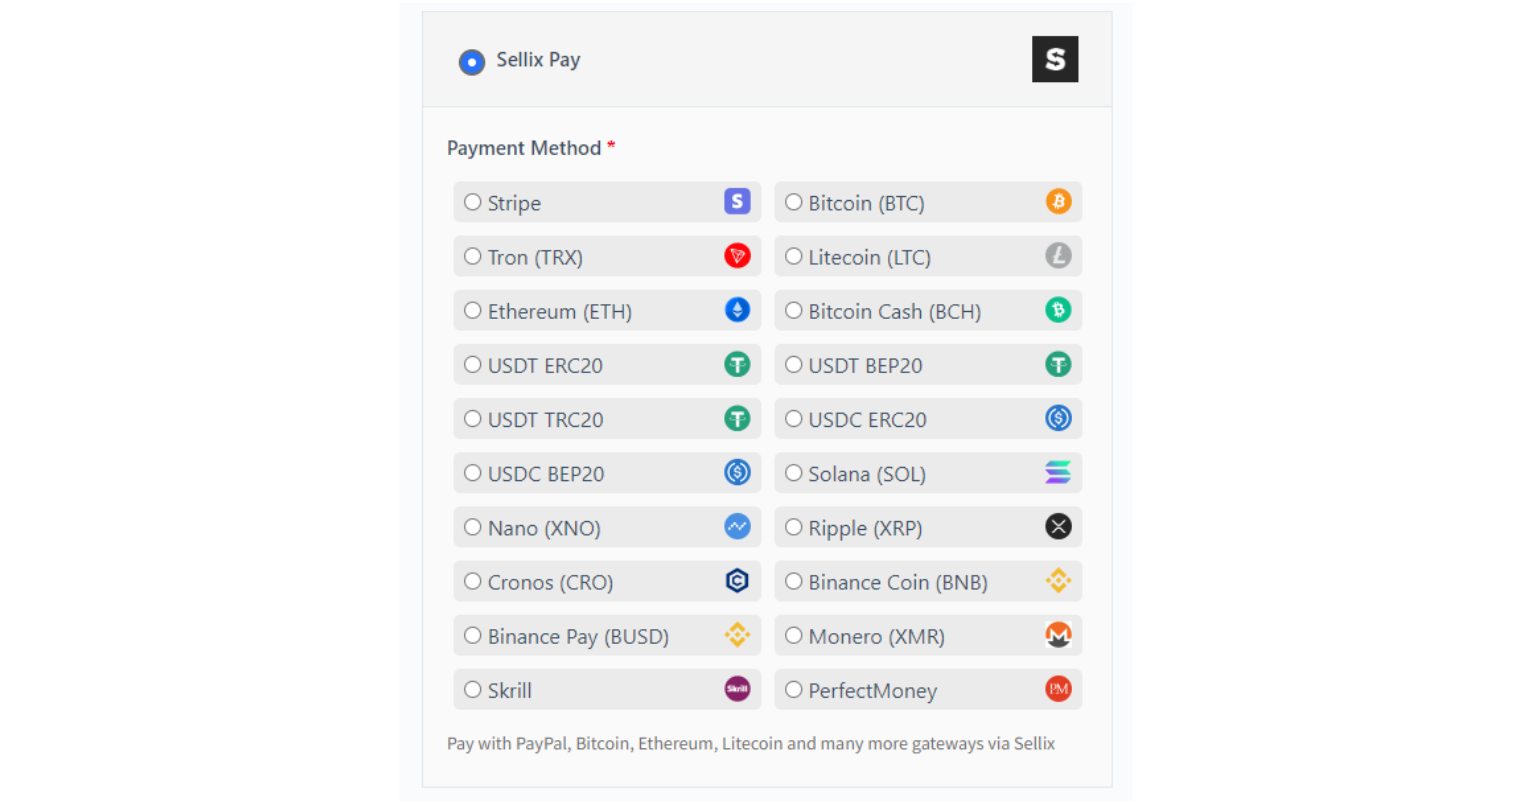 Sellix Pay
S
Payment Method *
Stripe
S
Bitcoin (BTC)
Tron (TRX)
Litecoin (LTC)
Ethereum (ETH)
Bitcoin Cash (BCH)
USDT ERC20
USDT BEP20
USDT TRC20
USDC ERC20
USDC BEP20
Solana (SOL)
Nano (XNO)
Ripple (XRP)
Cronos (CRO)
Binance Coin (BNB)
Binance Pay (BUSD)
Monero (XMR)
Skrill
Skrill
PerfectMoney
PM
Pay with PayPal, Bitcoin, Ethereum, Litecoin and many more gateways via Sellix